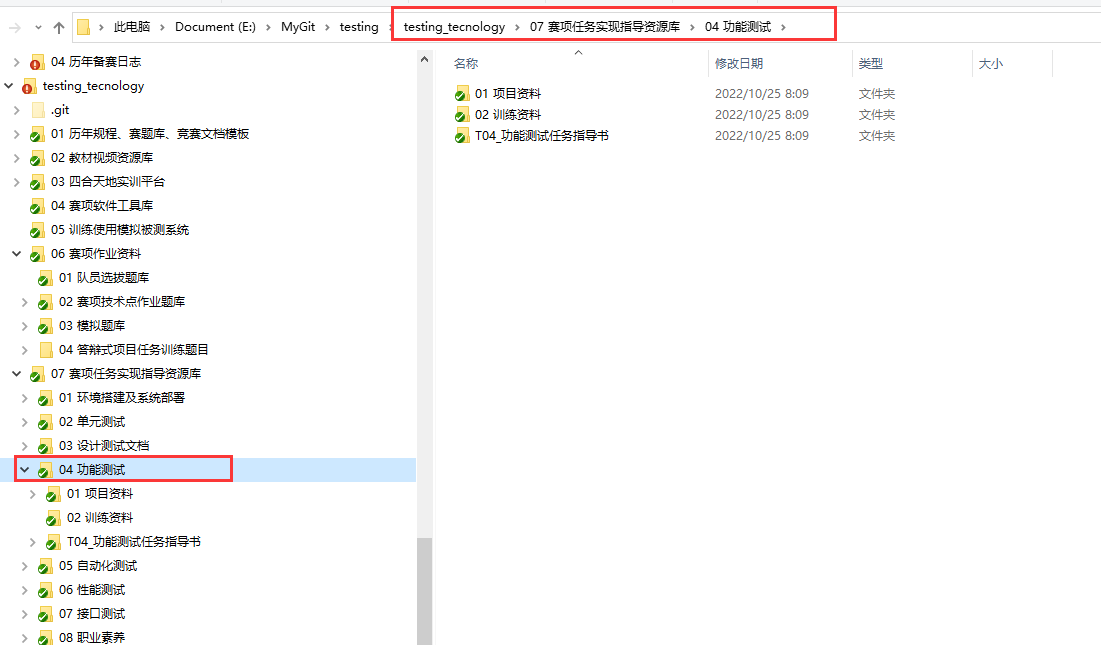 此电脑 › Document (E:) › MyGit › testing › testing_tecnology › 07 赛项任务实现指导资源库 › 04 功能测试 ›
04 历年备赛日志
testing_tecnology
.git
01 历年规程、赛题库、竞赛文档模板
02 教材视频资源库
03 四合天地实训平台
04 赛项软件工具库
05 训练使用模拟被测系统
06 赛项作业资料
01 队员选拔题库
02 赛项技术点作业题库
03 模拟题库
04 答辩式项目任务训练题目
07 赛项任务实现指导资源库
01 环境搭建及系统部署
02 单元测试
03 设计测试文档
04 功能测试
01 项目资料
02 训练资料
T04_功能测试任务指导书
05 自动化测试
06 性能测试
07 接口测试
08 职业素养
名称 修改日期 类型 大小
01 项目资料 2022/10/25 8:09 文件夹
02 训练资料 2022/10/25 8:09 文件夹
T04_功能测试任务指导书 2022/10/25 8:09 文件夹